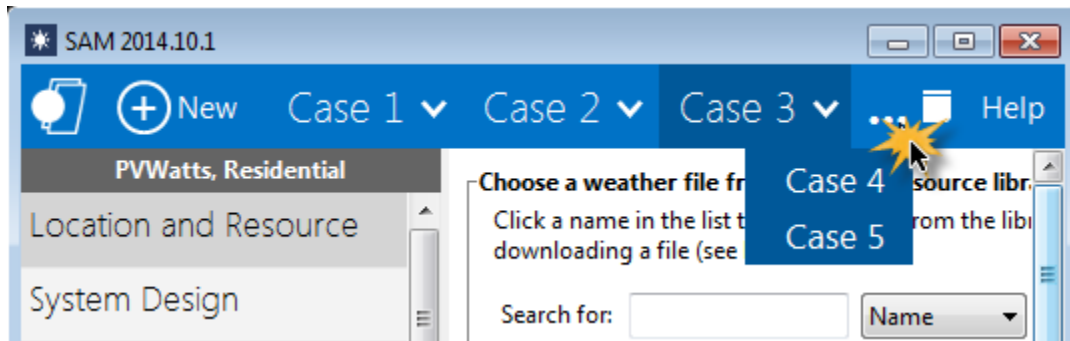 SAM 2014.10.1
New Case 1 Case 2 Case 3 ... Help
PVWatts, Residential
Location and Resource
System Design
Case 4
Case 5
Choose a weather file fr source libr
Click a name in the list t rom the libr
downloading a file (see
Search for: Name